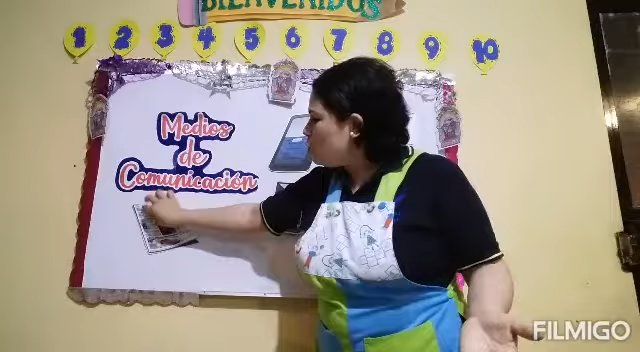 BIENVENIDOS
1 2 3 4 5 6 7 8 9 10
Medios
de
Comunicación
FILMIGO